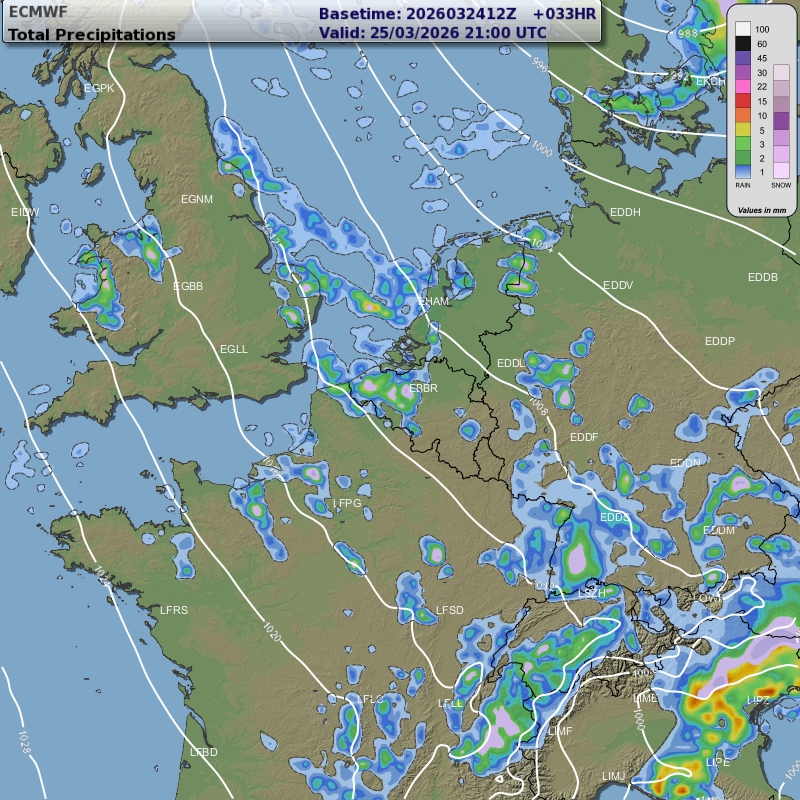 ECMWF
Basetime: 2026032412Z +033HR
Total Precipitations
Valid: 25/03/2026 21:00 UTC
988
996
EGPK
EKCH
100
60
45
30
22
15
10
5
3
2
1
RAIN
SNOW
Values in mm
1000
EGNM
EIDW
EDDH
1004
EDDB
EGBB
EDDV
EHAM
EGLL
EDDP
EDDL
EBBR
1008
EDDF
EDDN
LFPG
EDDS
EDDM
LSZH
LOWI
LFRS
LFSD
1020
LFLC
LFLL
LIME
LIPZ
1000
LIMF
1028
LFBD
LIPE
LIMJ
1000